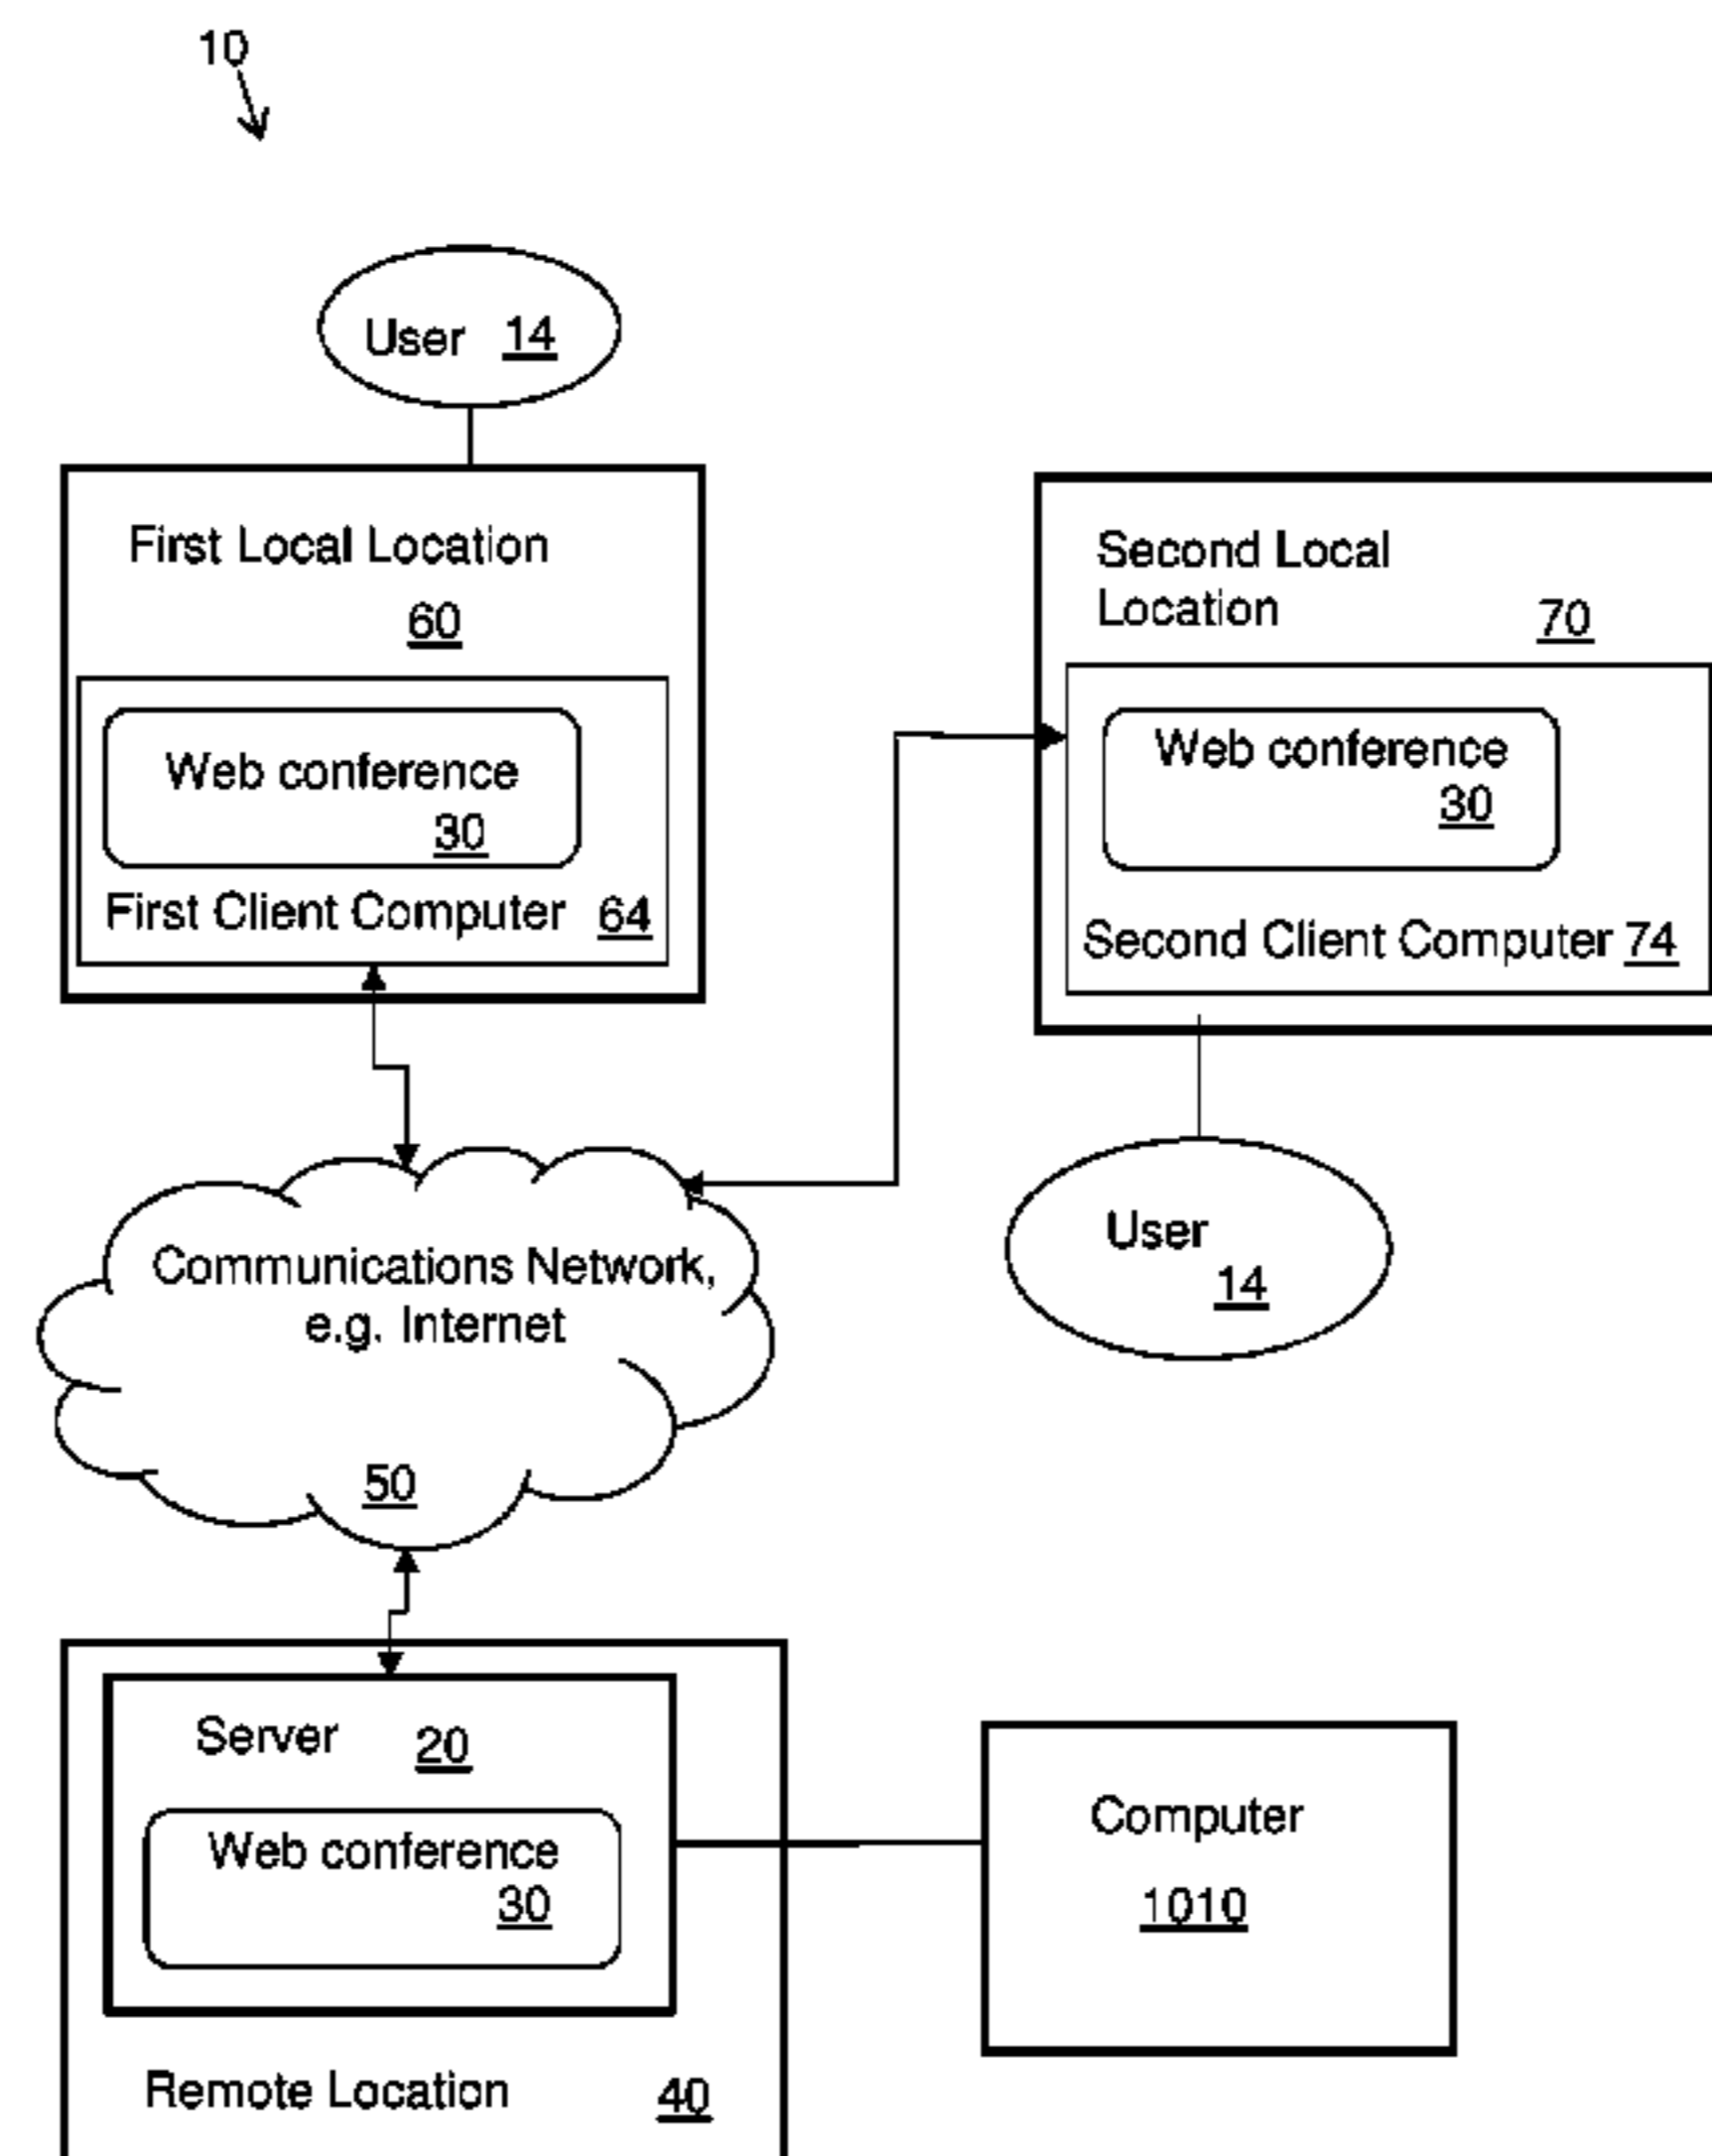 10
User 14
First Local Location
60
Web conference
30
First Client Computer 64
Second Local
Location 70
Web conference
30
Second Client Computer 74
User
14
Communications Network,
e.g. Internet
50
Server 20
Web conference
30
Remote Location 40
Computer
1010